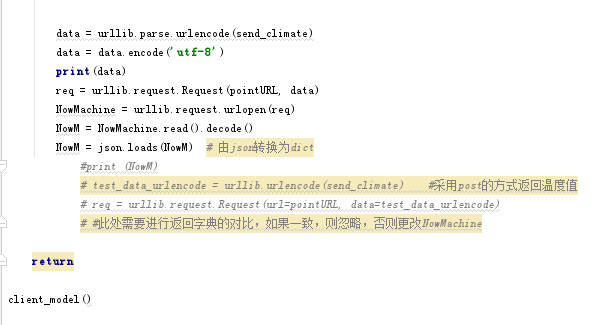 data = urllib.parse.urlencode(send_climate)
data = data.encode('utf-8')
print(data)
req = urllib.request.Request(pointURL, data)
NowMachine = urllib.request.urlopen(req)
NowM = NowMachine.read().decode()
NowM = json.loads(NowM)  # 由json转换为dict
#print (NowM)
# test_data_urlencode = urllib.urlencode(send_climate)    #采用post的方式返回温度值
# req = urllib.request.Request(url=pointURL, data=test_data_urlencode)
# #此处需要进行返回字典的对比，如果一致，则忽略，否则更改NowMachine
return
client_model()